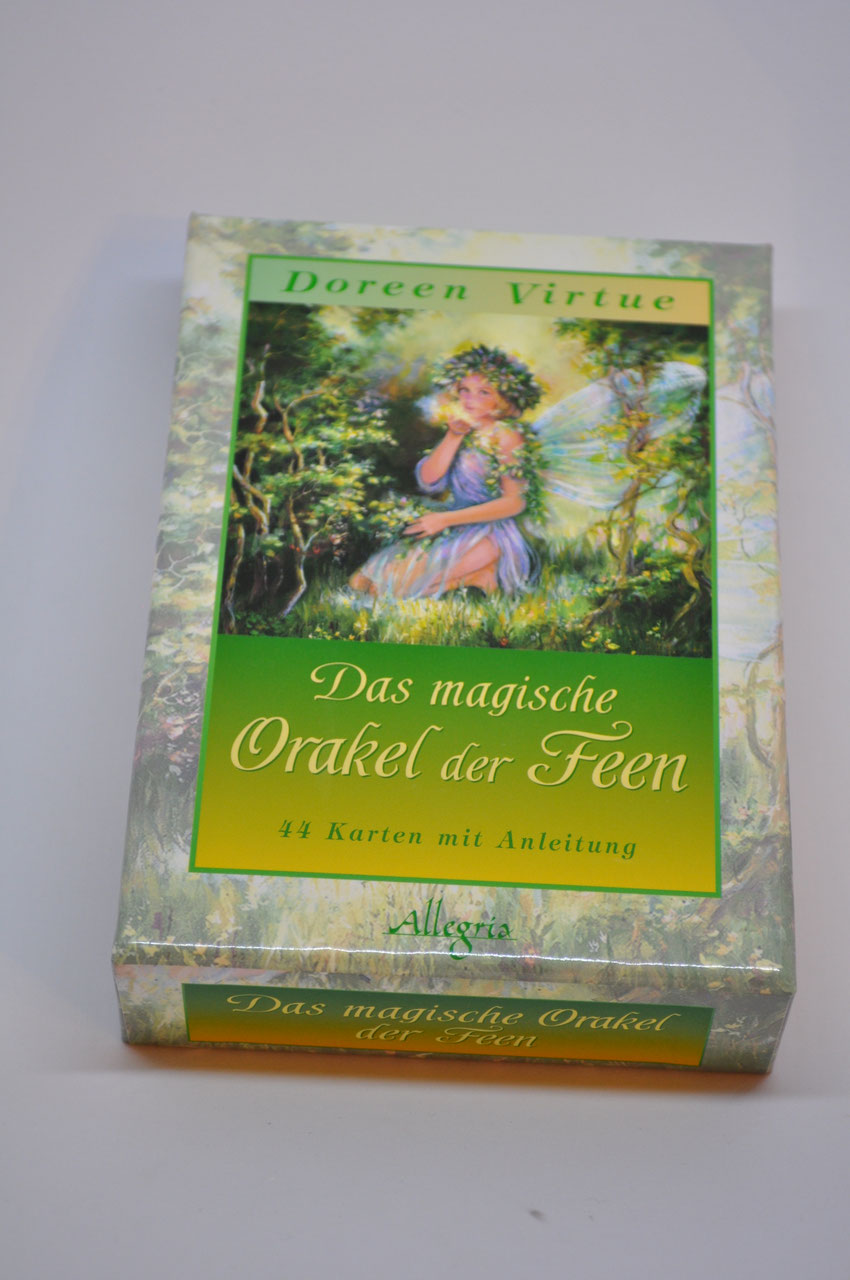 Doreen Virtue
Das magische
Orakel der Feen
44 Karten mit Anleitung
Allegria
Das magische Orakel
der Feen